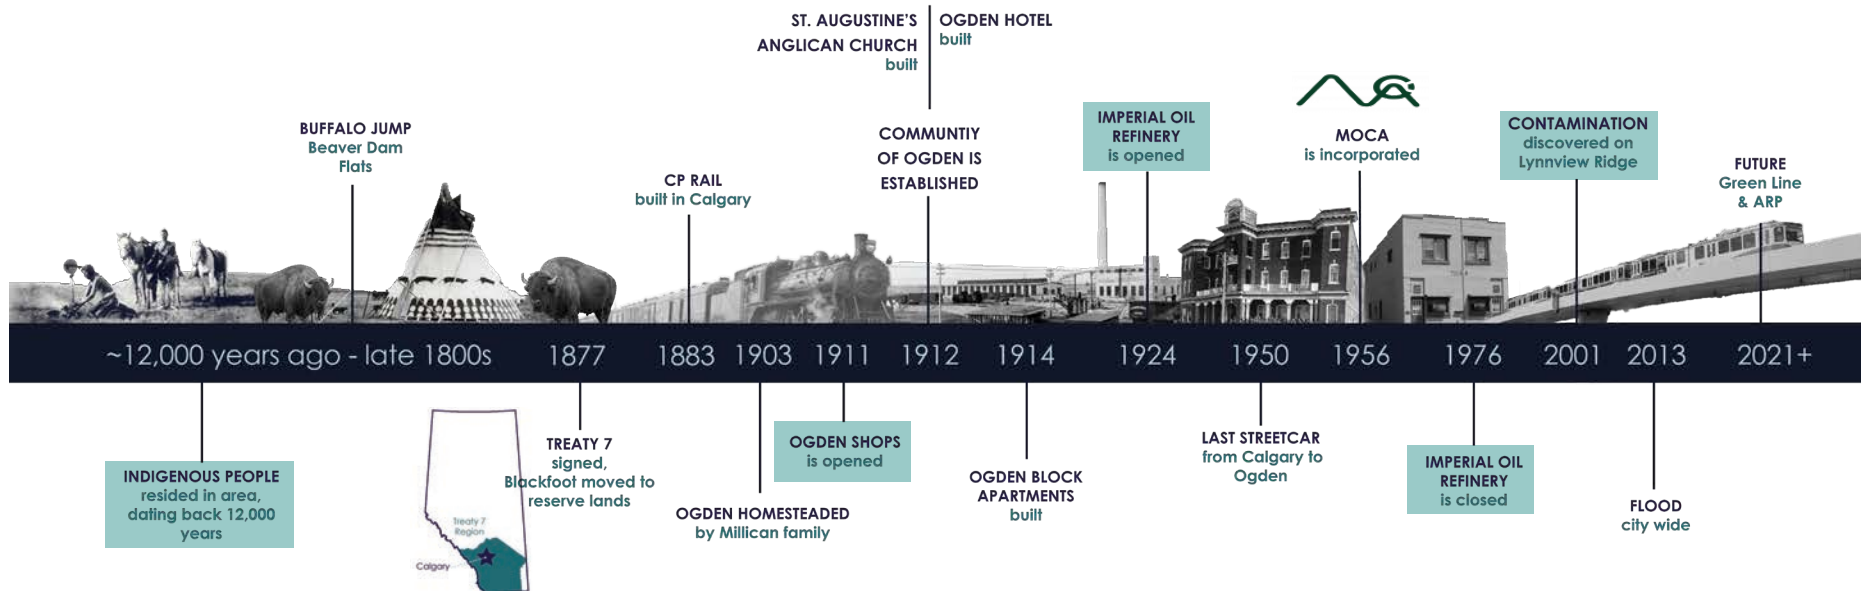 ST. AUGUSTINE'S
ANGLICAN CHURCH
built
OGDEN HOTEL
built
BUFFALO JUMP
Beaver Dam
Flats
CP RAIL
built in Calgary
COMMUNTIY
OF OGDEN IS
ESTABLISHED
IMPERIAL OIL
REFINERY
is opened
MOCA
is incorporated
CONTAMINATION
discovered on
Lynnview Ridge
FUTURE
Green Line
& ARP
~12,000 years ago - late 1800s 1877 1883 1903 1911 1912 1914 1924 1950 1956 1976 2001 2013 2021+
INDIGENOUS PEOPLE
resided in area,
dating back 12,000
years
Treaty 7
Region
Calgary
TREATY 7
signed,
Blackfoot moved to
reserve lands
OGDEN HOMESTEADED
by Millican family
OGDEN SHOPS
is opened
OGDEN BLOCK
APARTMENTS
built
LAST STREETCAR
from Calgary to
Ogden
IMPERIAL OIL
REFINERY
is closed
FLOOD
city wide